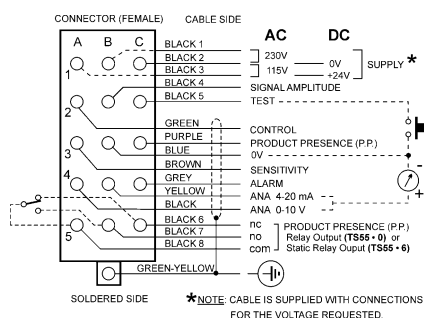 CONNECTOR (FEMALE) CABLE SIDE
AC DC
A B C
BLACK 1
BLACK 2 230V 0V
1 BLACK 3 115V +24V SUPPLY *
BLACK 4 SIGNAL AMPLITUDE
BLACK 5 TEST
2
GREEN CONTROL
PURPLE PRODUCT PRESENCE (P.P.)
3 BLUE 0V
BROWN SENSITIVITY
GREY ALARM
4 YELLOW ANA 4-20 mA
BLACK ANA 0-10 V
- +
BLACK 6 nc PRODUCT PRESENCE (P.P.)
BLACK 7 no Relay Output (TS55 • 0) or
5 BLACK 8 com Static Relay Ouput (TS55 • 6)
GREEN-YELLOW
SOLDERED SIDE
*NOTE: CABLE IS SUPPLIED WITH CONNECTIONS
FOR THE VOLTAGE REQUESTED.